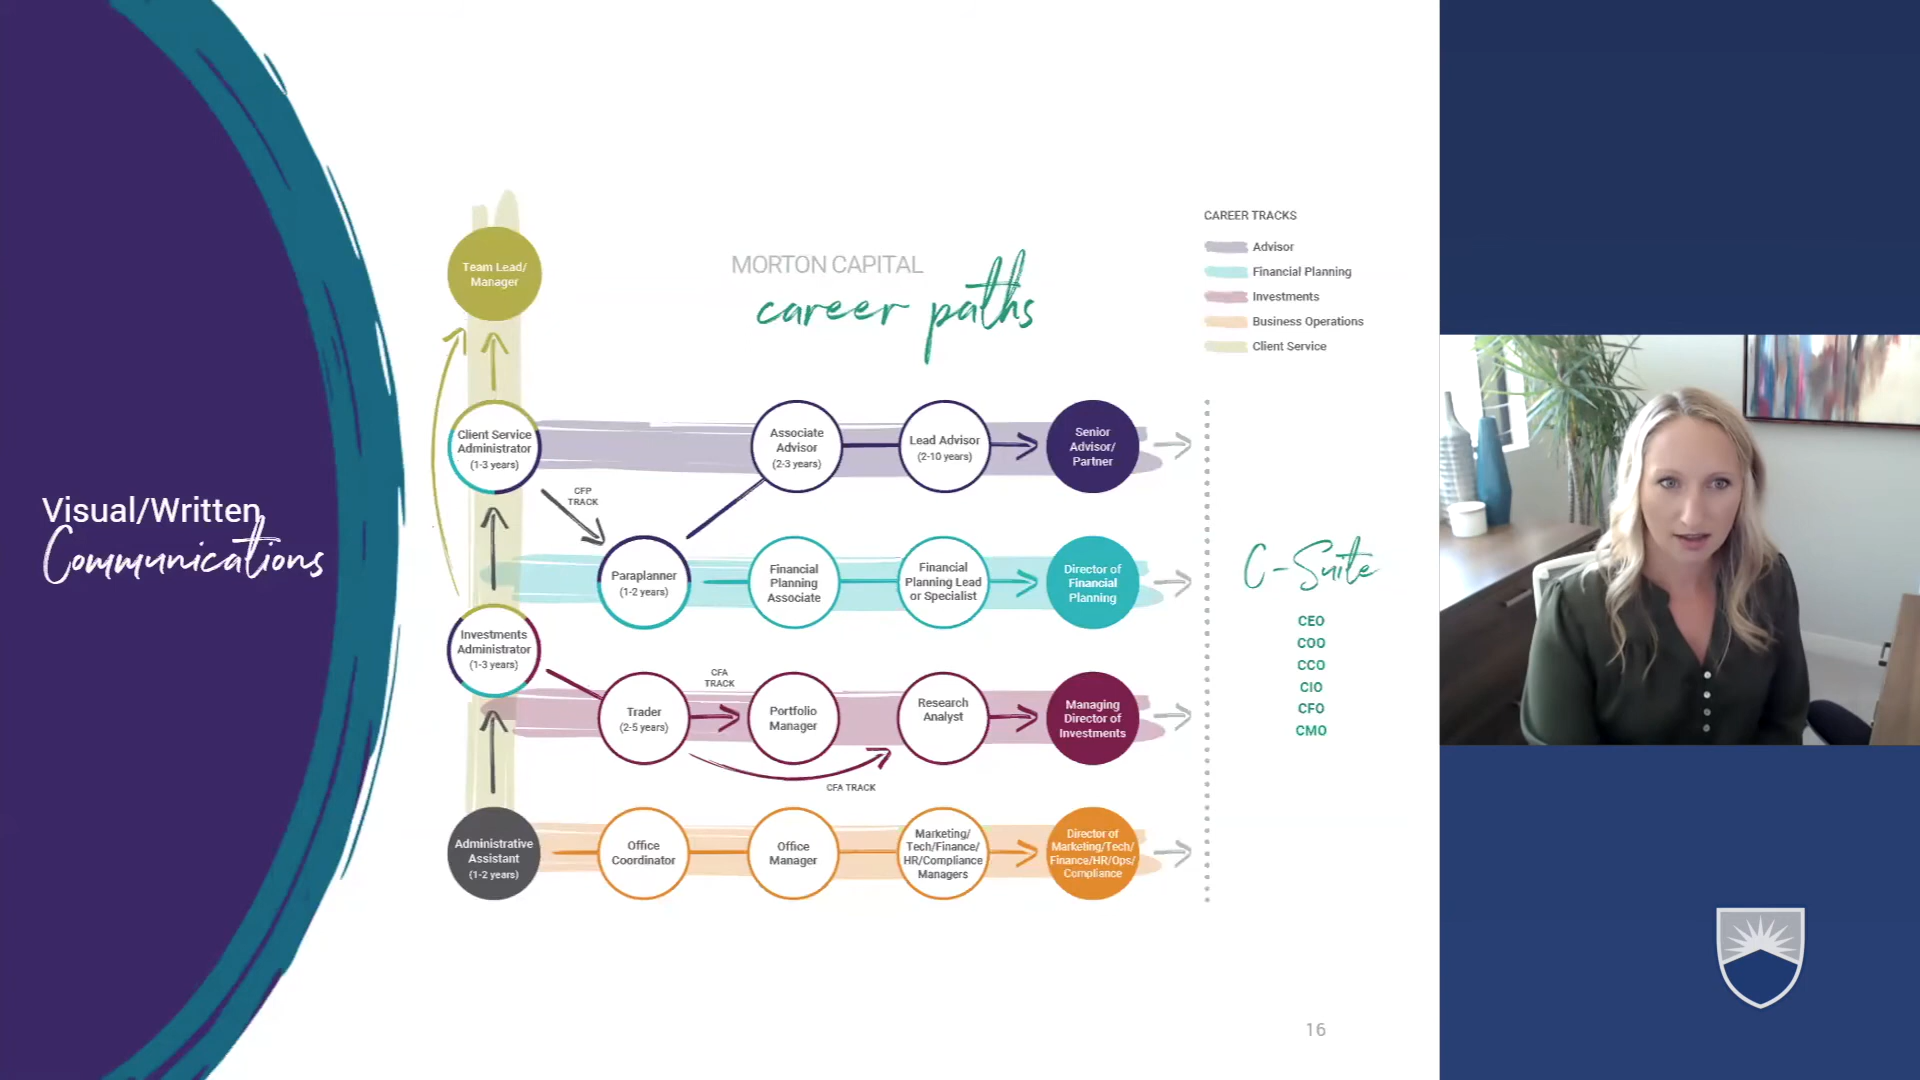 Visual/Written
Communications
MORTON CAPITAL
career paths
CAREER TRACKS
Advisor
Financial Planning
Investments
Business Operations
Client Service
Team Lead/
Manager
Client Service
Administrator
(1-3 years)
CFP
TRACK
Associate
Advisor
(2-3 years)
Lead Advisor
(2-10 years)
Senior
Advisor/
Partner
Paraplanner
(1-2 years)
Financial
Planning
Associate
Financial
Planning Lead
or Specialist
Director of
Financial
Planning
Investments
Administrator
(1-3 years)
Trader
(2-5 years)
CFA
TRACK
Portfolio
Manager
Research
Analyst
Managing
Director of
Investments
CFA TRACK
Administrative
Assistant
(1-2 years)
Office
Coordinator
Office
Manager
Marketing/
Tech/Finance/
HR/Compliance
Managers
Director of
Marketing/Tech/
Finance/HR/Ops/
Compliance
C-Suite
CEO
COO
CCO
CIO
CFO
CMO
16